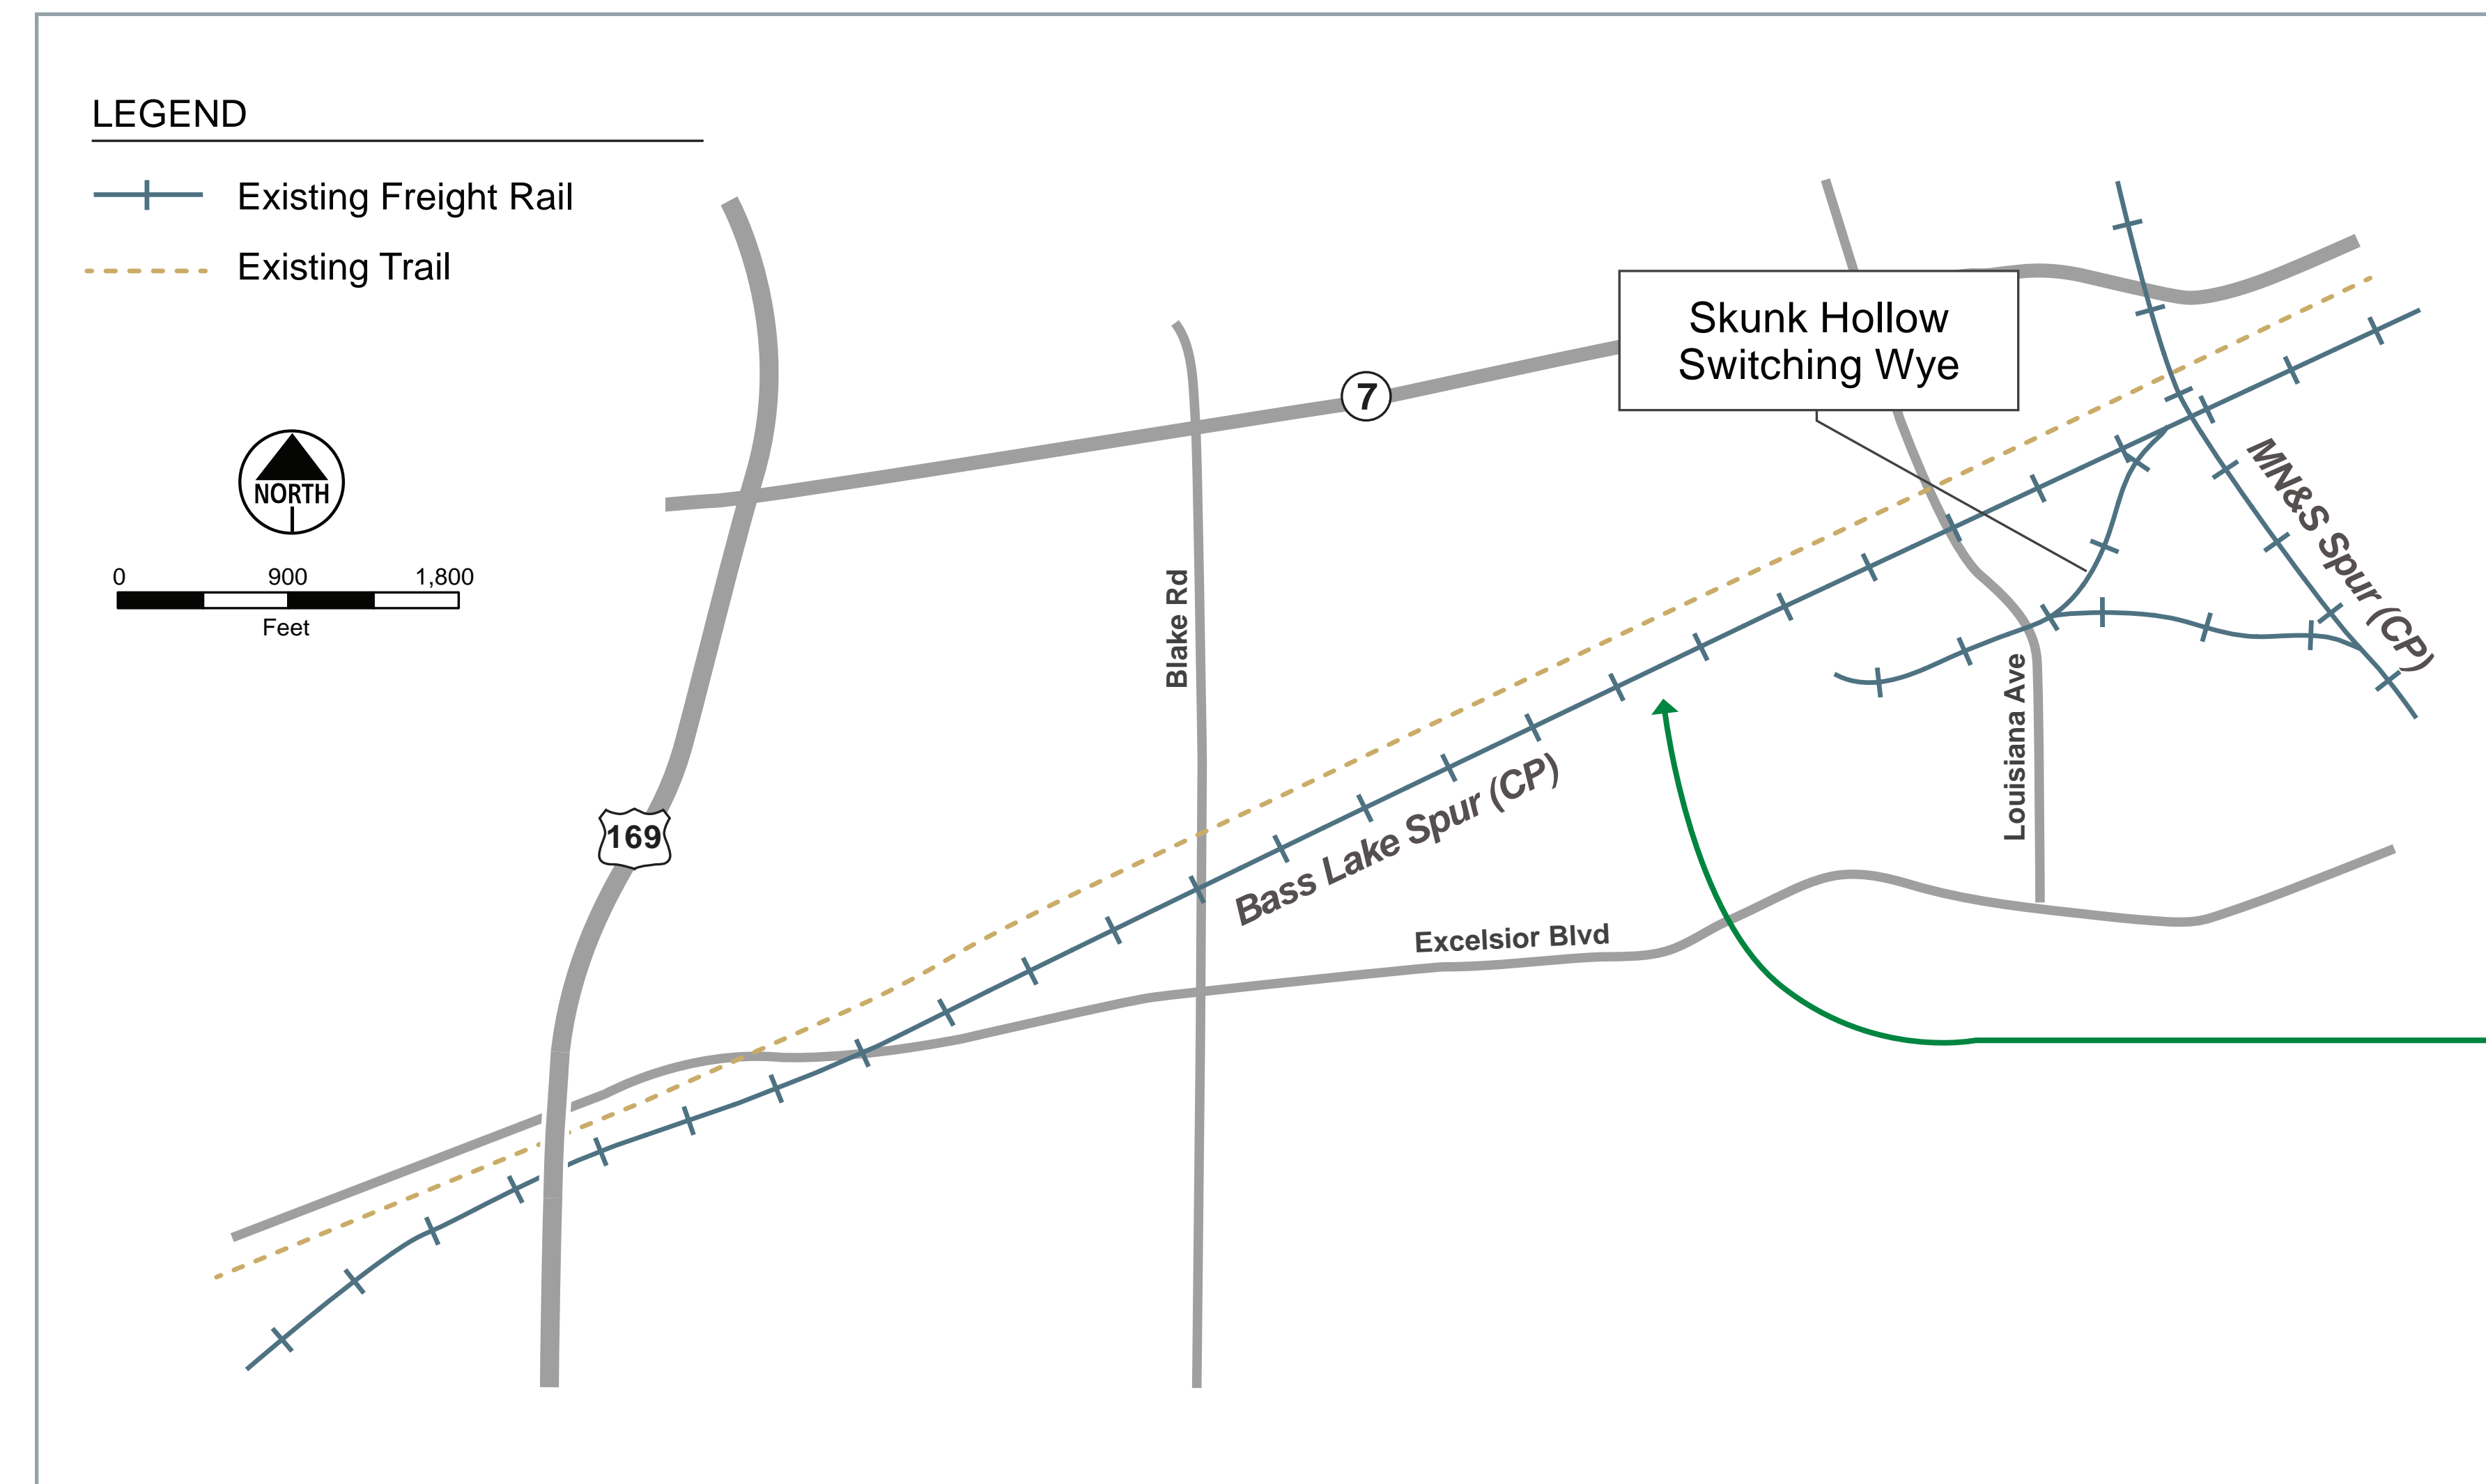 LEGEND
Existing Freight Rail
Existing Trail
NORTH
0 900 1,800
Feet
Skunk Hollow
Switching Wye
7
169
Blake Rd
Louisiana Ave
MN&S Spur (CP)
Bass Lake Spur (CP)
Excelsior Blvd